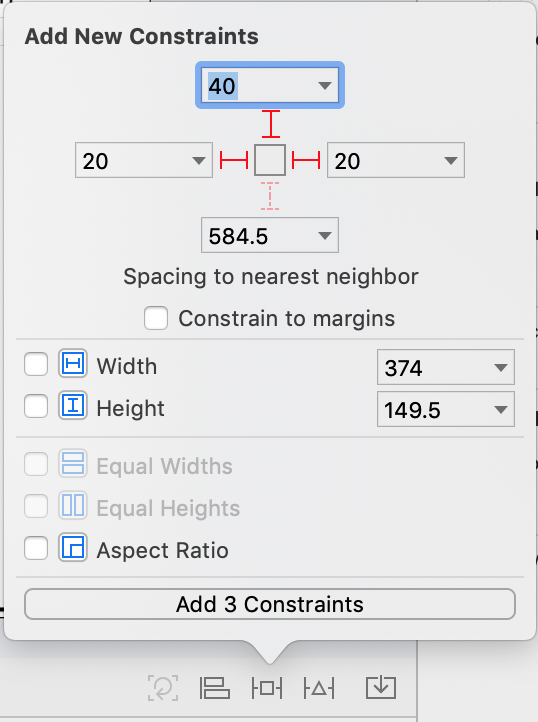 Add New Constraints
40
20
20
584.5
Spacing to nearest neighbor
Constrain to margins
Width
374
Height
149.5
Equal Widths
Equal Heights
Aspect Ratio
Add 3 Constraints